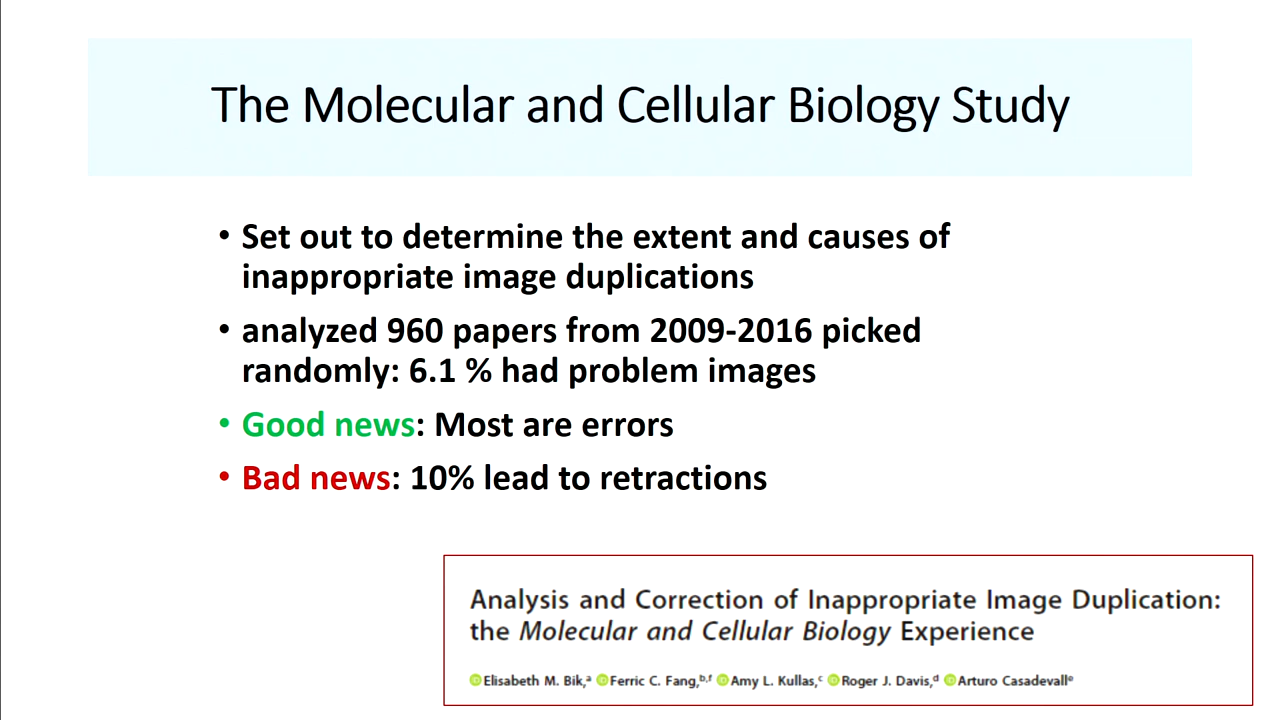 The Molecular and Cellular Biology Study
• Set out to determine the extent and causes of
inappropriate image duplications
• analyzed 960 papers from 2009-2016 picked
randomly: 6.1 % had problem images
• Good news: Most are errors
• Bad news: 10% lead to retractions
Analysis and Correction of Inappropriate Image Duplication:
the Molecular and Cellular Biology Experience
Elisabeth M. Bik,ᵃ Ferric C. Fang,ᵇ,ᶠ Amy L. Kullas,ᶜ Roger J. Davis,ᵈ Arturo Casadevallᵉ